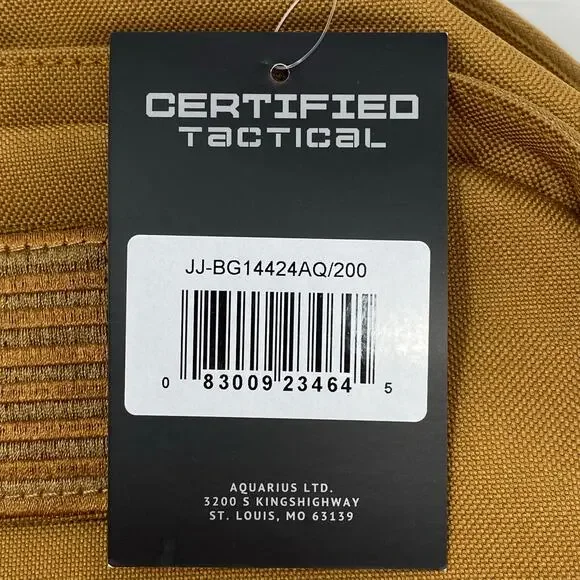 CERTIFIED
TACTICAL
JJ-BG14424AQ/200
0 83009 23464 5
AQUARIUS LTD.
3200 S KINGSHIGHWAY
ST. LOUIS, MO 63139